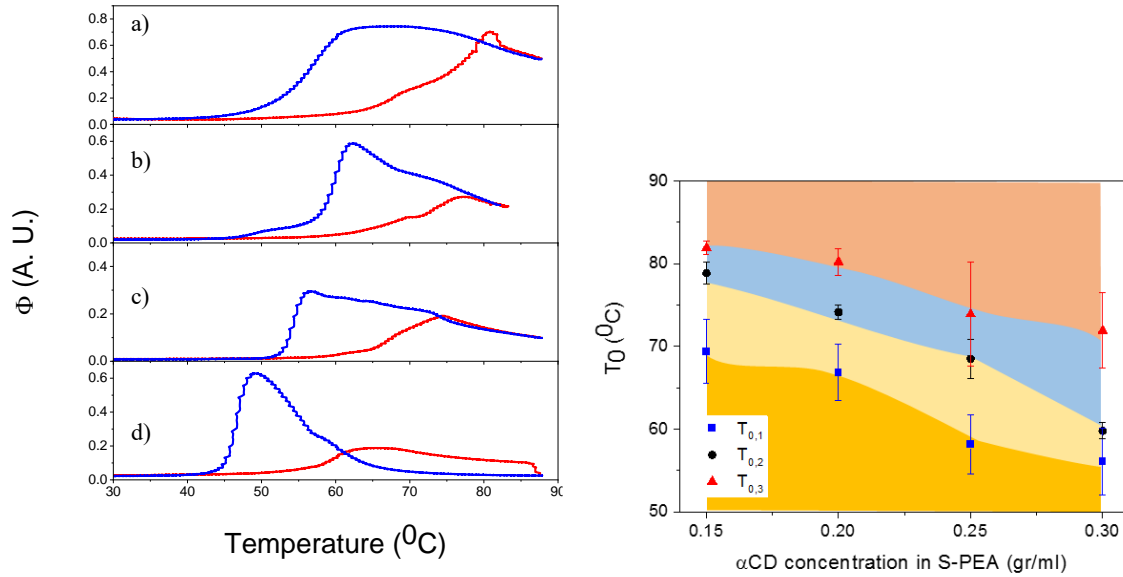 Φ (A. U.)
a)
0.8
0.6
0.4
0.2
0.0
b)
0.6
0.4
0.2
0.0
c)
0.4
0.2
0.0
d)
0.6
0.4
0.2
0.0
30 40 50 60 70 80
Temperature (⁰C)
T0 (⁰C)
90
80
70
60
50
T0,1
T0,2
T0,3
0.15 0.20 0.25 0.30
αCD concentration in S-PEA (gr/ml)